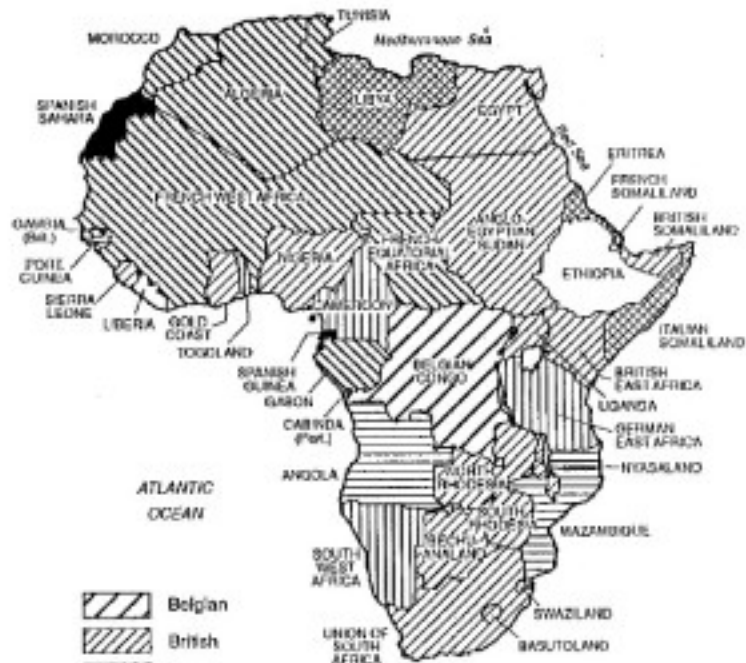 TUNISIA
MOROCCO
Mediterranean Sea
ALGERIA
LIBYA
SPANISH
SAHARA
EGYPT
Red Sea
ERITREA
FRENCH
SOMALILAND
FRENCH WEST AFRICA
GAMBIA
(Brit.)
ANGLO-
EGYPTIAN
SUDAN
BRITISH
SOMALILAND
PORT.
GUINEA
NIGERIA
FRENCH
EQUATORIAL
AFRICA
ETHIOPIA
SIERRA
LEONE
LIBERIA
GOLD
COAST
TOGOLAND
CAMEROON
ITALIAN
SOMALILAND
SPANISH
GUINEA
GABON
BELGIAN
CONGO
BRITISH
EAST AFRICA
UGANDA
CABINDA
(Port.)
GERMAN
EAST AFRICA
ANGOLA
NORTH
RHODESIA
NYASALAND
ATLANTIC
OCEAN
SOUTH
RHODESIA
MAZAMBIQUE
BECHU-
ANALAND
SOUTH
WEST
AFRICA
Belgian
SWAZILAND
British
UNION OF
SOUTH
AFRICA
BASUTOLAND